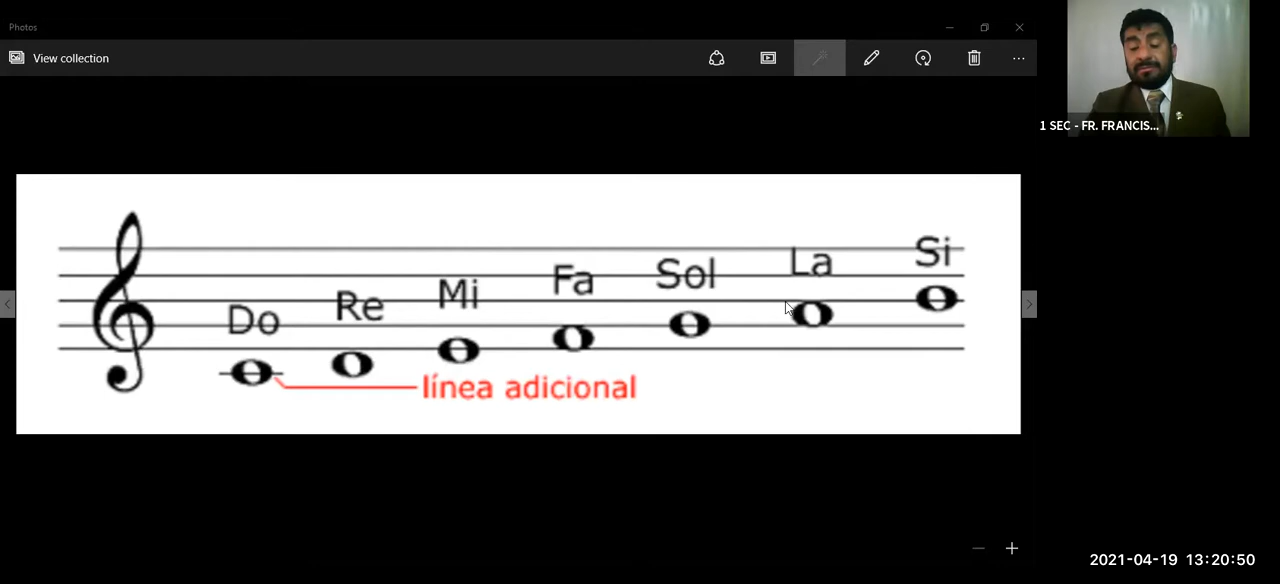 Photos
View collection
1 SEC - FR. FRANCIS...
Do Re Mi Fa Sol La Si
línea adicional
2021-04-19 13:20:50